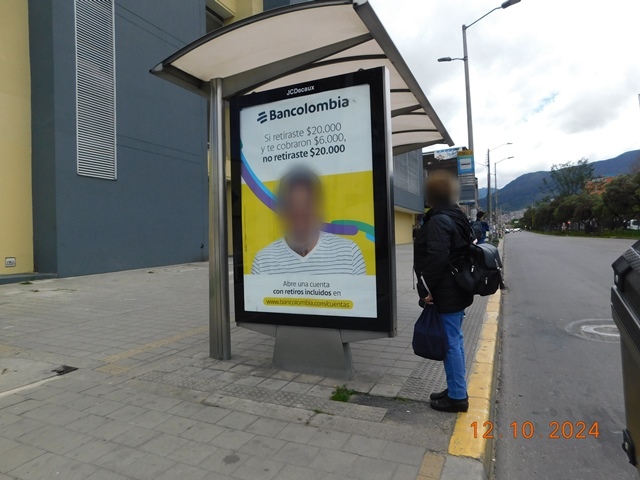 JCDecaux
Bancolombia
Si retiraste $20.000
y te cobraron $6.000,
no retiraste $20.000
Abre una cuenta
con retiros incluidos en
www.bancolombia.com/cuentas
12 10 2024